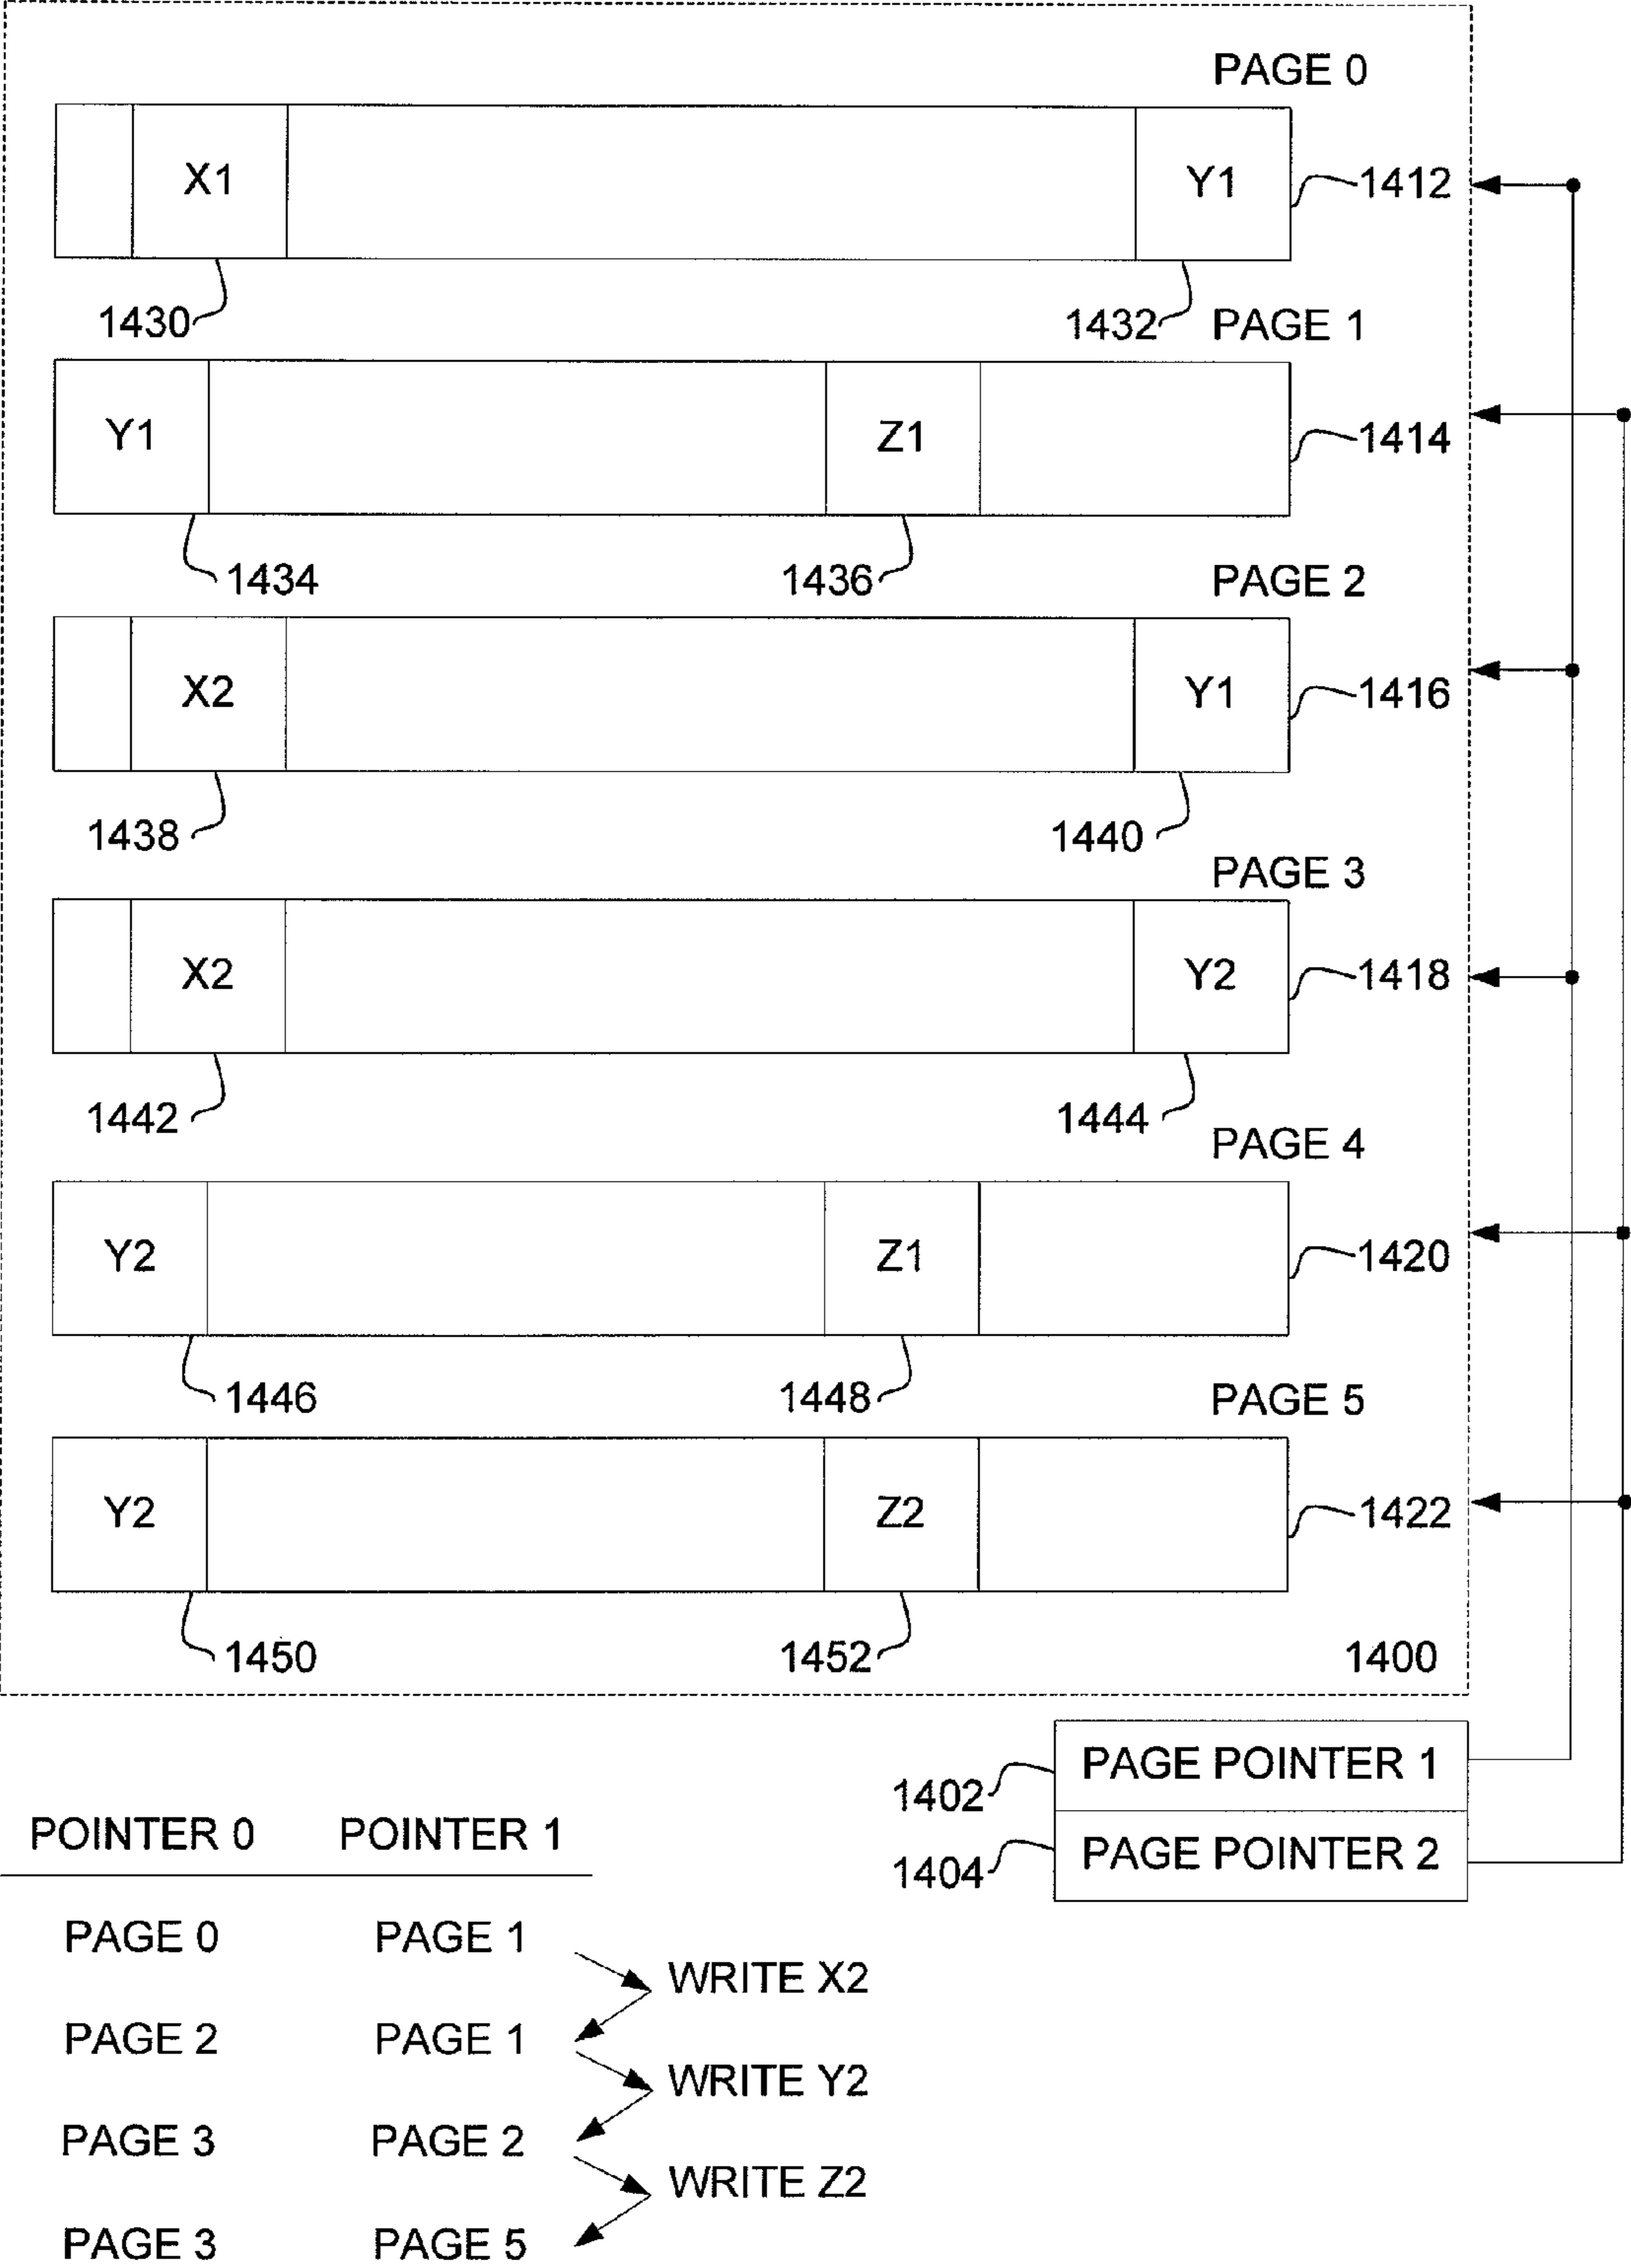 PAGE 0
X1 Y1 1412
1430 1432 PAGE 1
Y1 Z1 1414
1434 1436 PAGE 2
X2 Y1 1416
1438 1440
PAGE 3
X2 Y2 1418
1442 1444
PAGE 4
Y2 Z1 1420
1446 1448 PAGE 5
Y2 Z2 1422
1450 1452 1400
PAGE POINTER 1
1402
PAGE POINTER 2
1404
POINTER 0 POINTER 1
PAGE 0 PAGE 1
WRITE X2
PAGE 2 PAGE 1
WRITE Y2
PAGE 3 PAGE 2
WRITE Z2
PAGE 3 PAGE 5